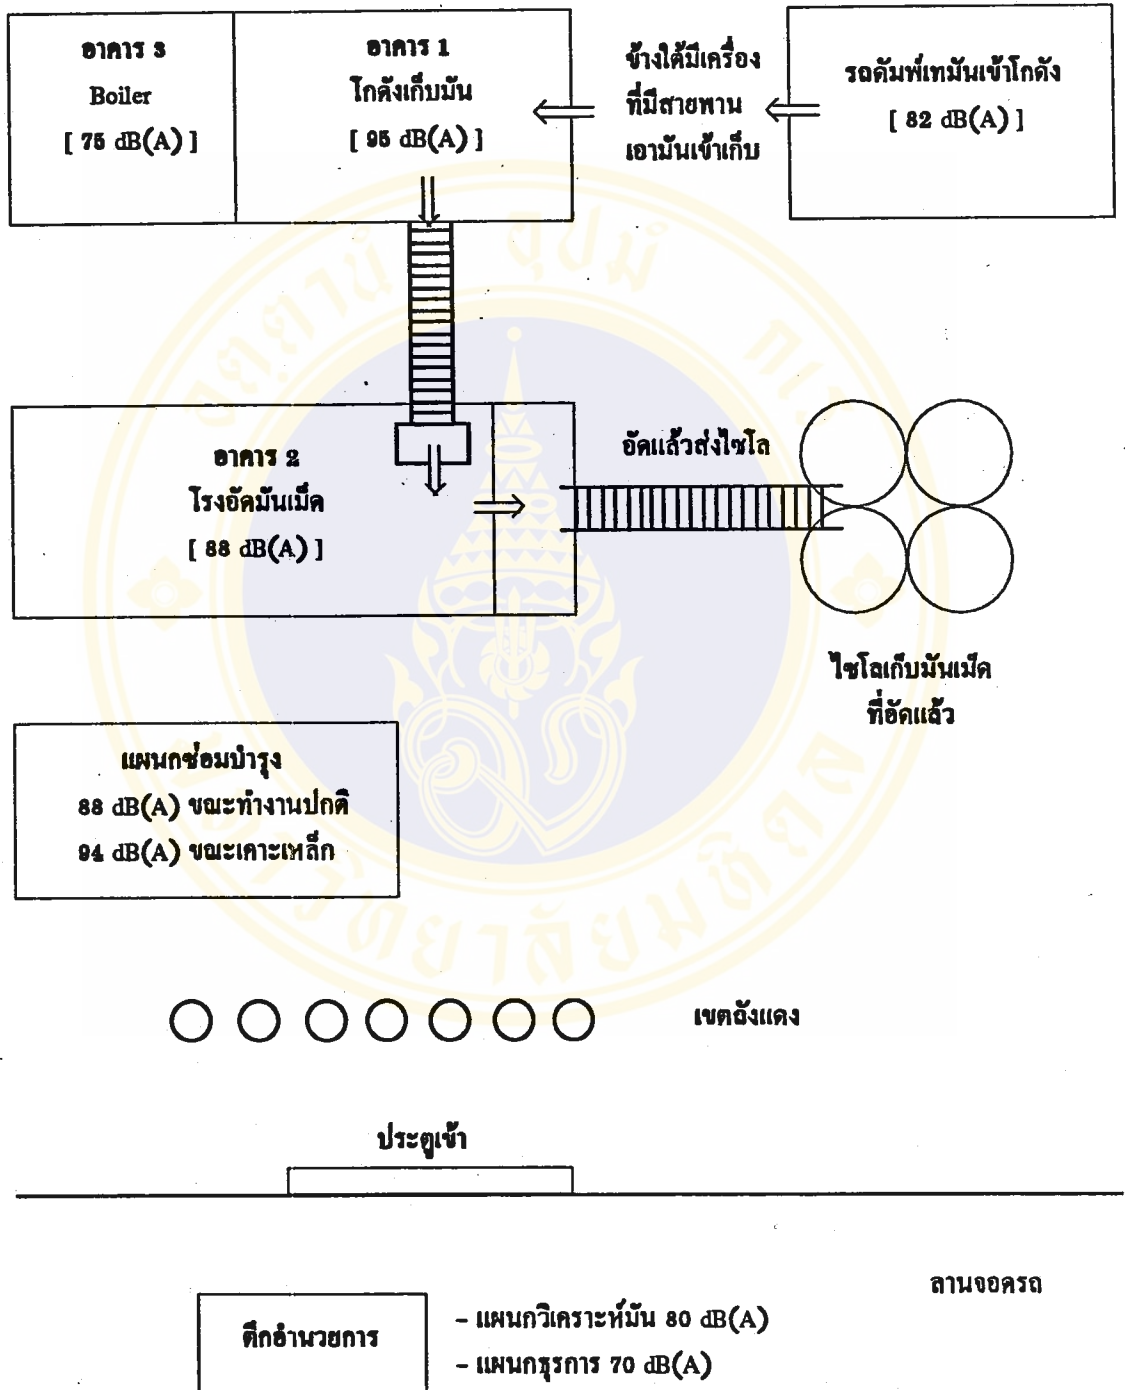 อาคาร 3
Boiler
[ 75 dB(A) ]
อาคาร 1
โกดังเก็บมัน
[ 95 dB(A) ]
ข้างใต้มีเครื่อง
ที่มีสายพาน
เอามันเข้าเก็บ
รถดัมพ์เทมันเข้าโกดัง
[ 82 dB(A) ]
อาคาร 2
โรงอัดมันเม็ด
[ 88 dB(A) ]
อัดแล้วส่งไซโล
ไซโลเก็บมันเม็ด
ที่อัดแล้ว
แผนกซ่อมบำรุง
88 dB(A) ขณะทำงานปกติ
94 dB(A) ขณะเคาะเหล็ก
เขตถังแดง
ประตูเข้า
ลานจอดรถ
ตึกอำนวยการ
- แผนกวิเคราะห์มัน 80 dB(A)
- แผนกธุรการ 70 dB(A)